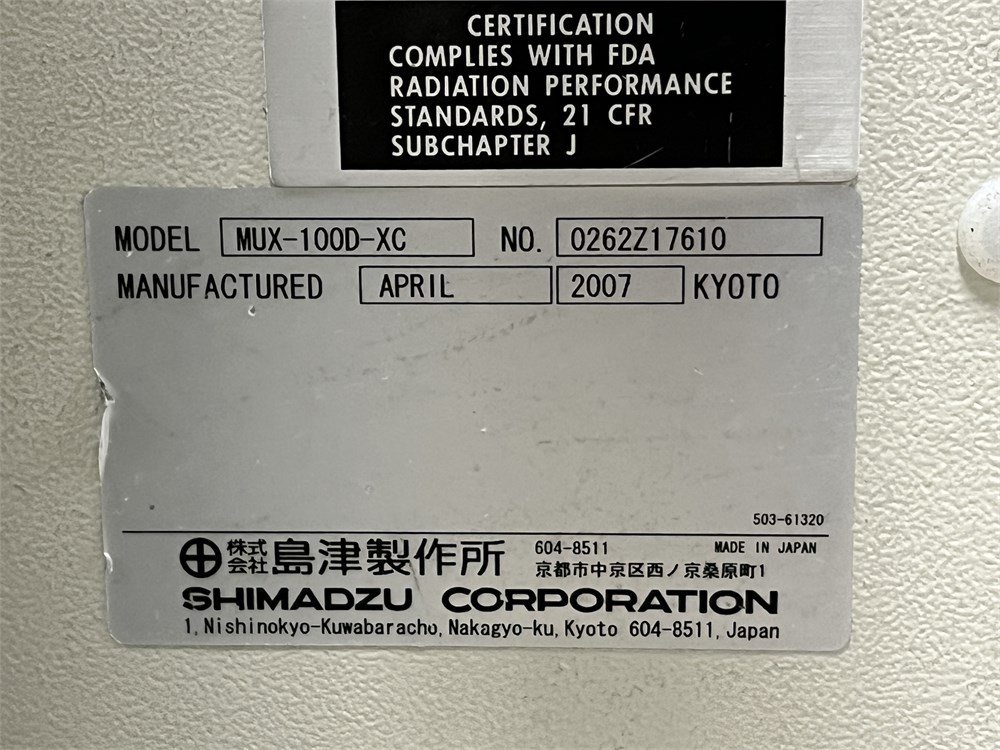 CERTIFICATION
COMPLIES WITH FDA
RADIATION PERFORMANCE
STANDARDS, 21 CFR
SUBCHAPTER J
MODEL MUX-100D-XC NO. 0262Z17610
MANUFACTURED APRIL 2007 KYOTO
503-61320
株式会社 島津製作所 604-8511 MADE IN JAPAN
京都市中京区西ノ京桑原町1
SHIMADZU CORPORATION
1, Nishinokyo-Kuwabaracho, Nakagyo-ku, Kyoto 604-8511, Japan